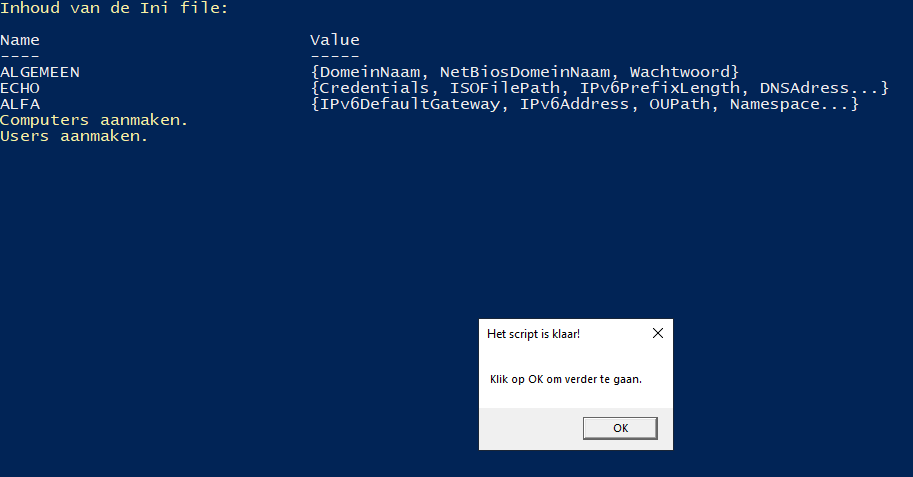 Inhoud van de Ini file:
Name Value
---- -----
ALGEMEEN {DomeinNaam, NetBiosDomeinNaam, Wachtwoord}
ECHO {Credentials, ISOFilePath, IPv6PrefixLength, DNSAdress...}
ALFA {IPv6DefaultGateway, IPv6Address, OUPath, Namespace...}
Computers aanmaken.
Users aanmaken.
Het script is klaar!
Klik op OK om verder te gaan.
OK